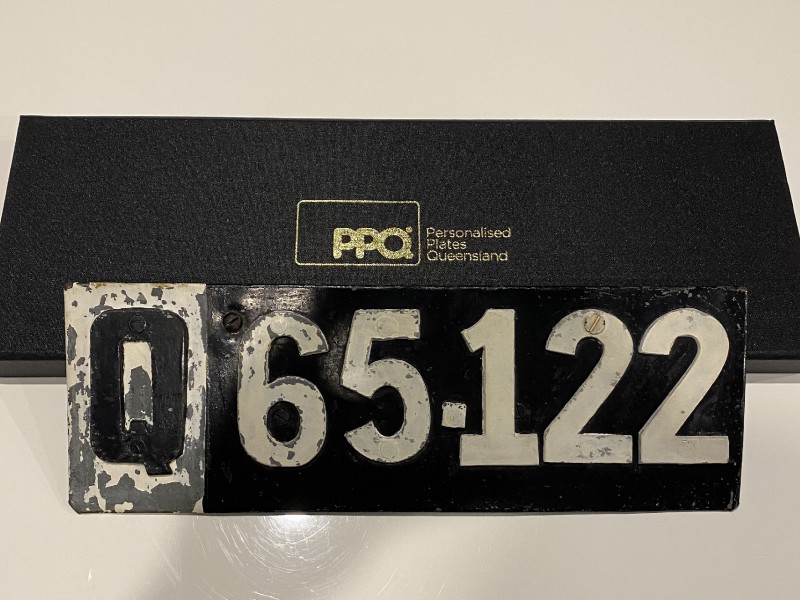 PPQ
Personalised
Plates
Queensland
Q 65·122